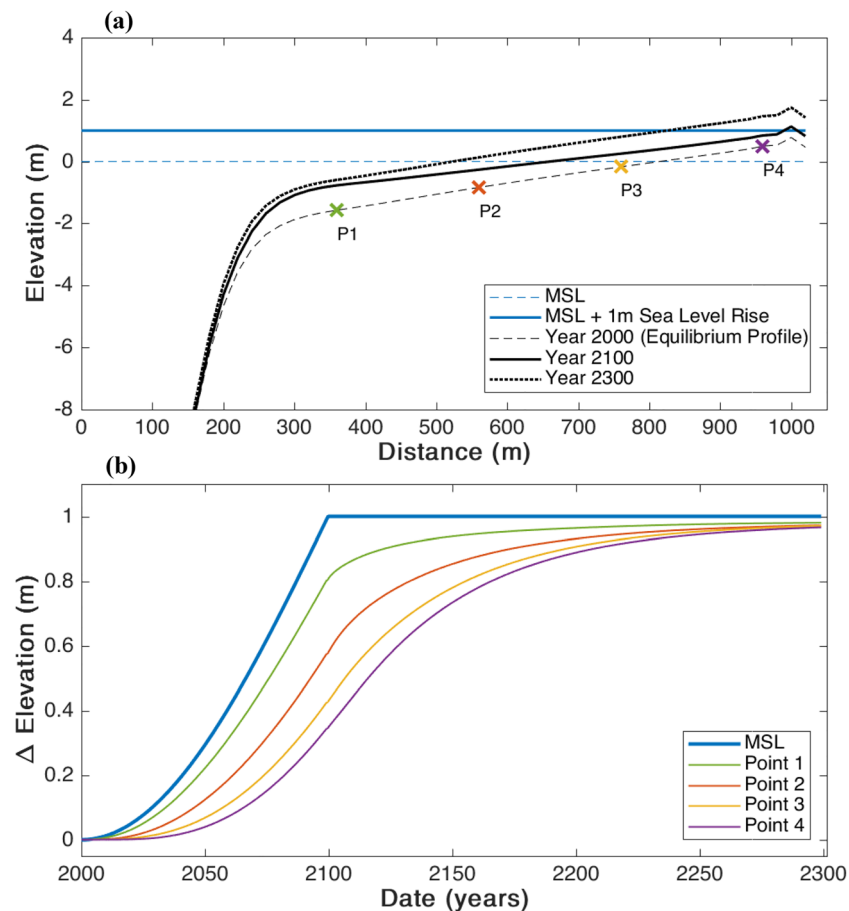 (a)
4
2
0
-2
-4
-6
-8
Elevation (m)
P1
P2
P3
P4
MSL
MSL + 1m Sea Level Rise
Year 2000 (Equilibrium Profile)
Year 2100
Year 2300
0 100 200 300 400 500 600 700 800 900 1000
Distance (m)
(b)
1
0.8
0.6
0.4
0.2
0
Δ Elevation (m)
MSL
Point 1
Point 2
Point 3
Point 4
2000 2050 2100 2150 2200 2250 2300
Date (years)